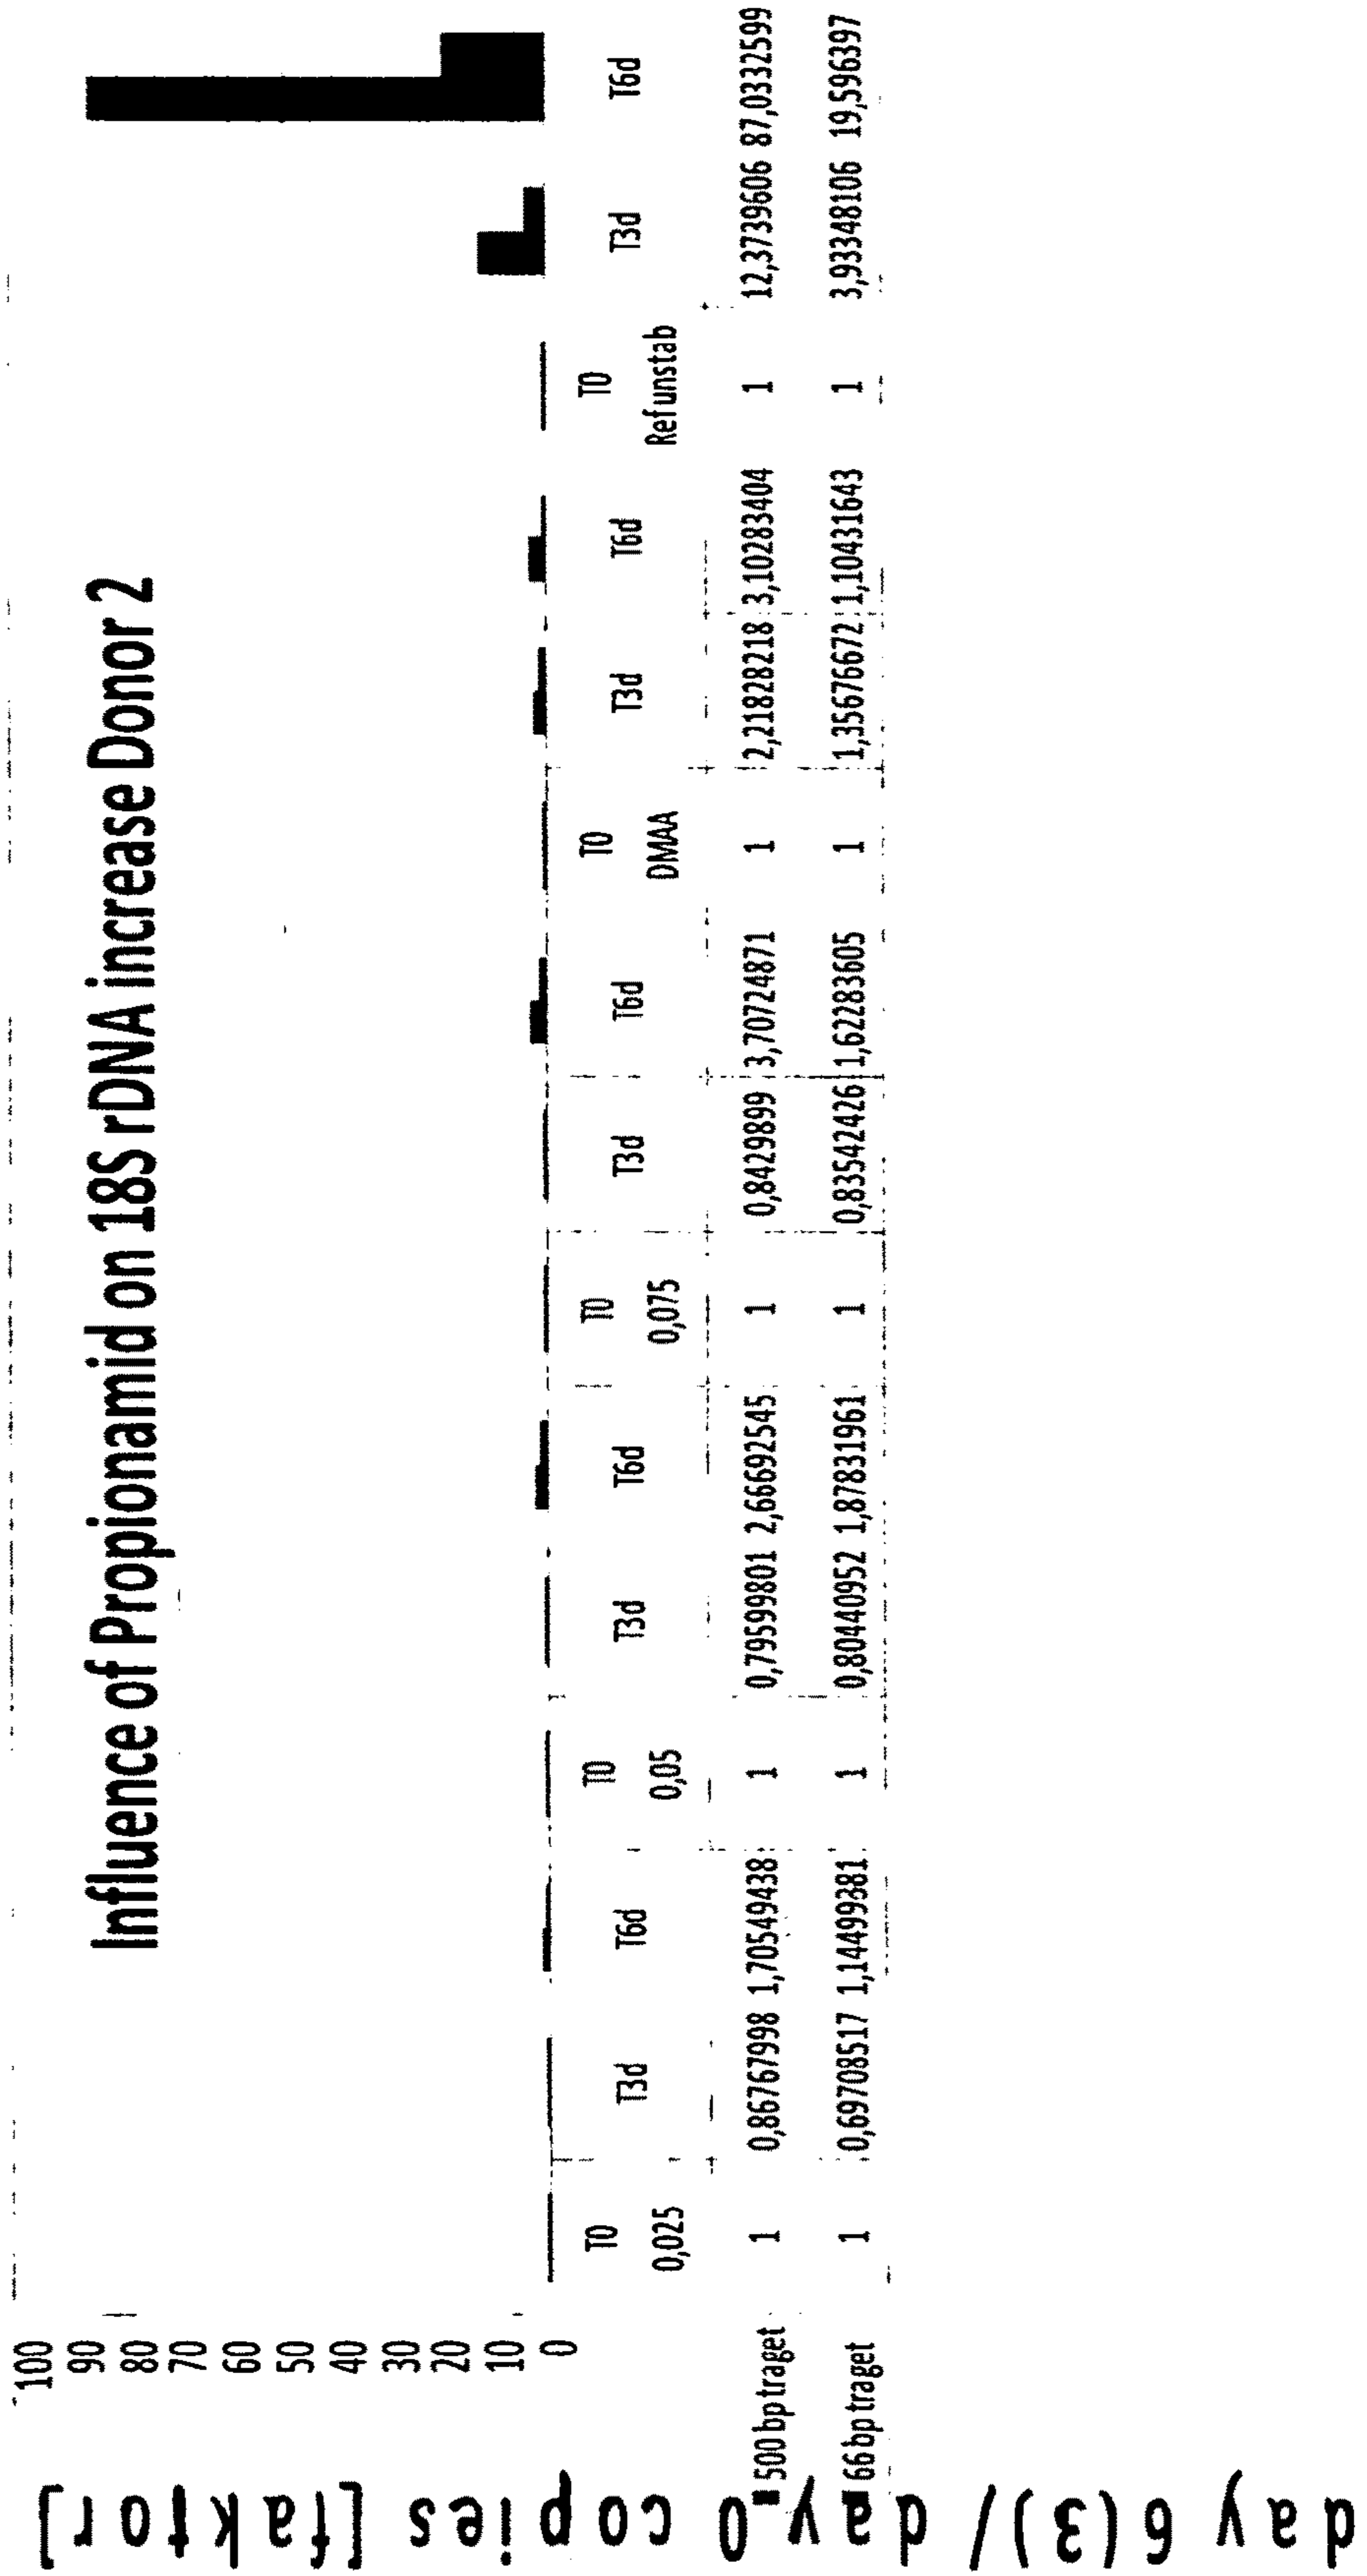 Influence of Propionamid on 18S rDNA increase Donor 2
day 6(3)/ day 0 copies [faktor]
100
90
80
70
60
50
40
30
20
10
0
T0 T3d T6d T0 T3d T6d T0 T3d T6d T0 T3d T6d T0 T3d T6d
0,025 0,05 0,075 DMAA Ref unstab
500 bp traget 1 0,86767998 1,70549438 1 0,79599801 2,66692545 1 0,8429899 3,70724871 1 2,21828218 3,10283404 1 12,3739606 87,0332599
66 bp traget 1 0,69708517 1,14499381 1 0,80440952 1,87831961 1 0,83542426 1,62283605 1 1,35676672 1,10431643 1 3,93348106 19,596397